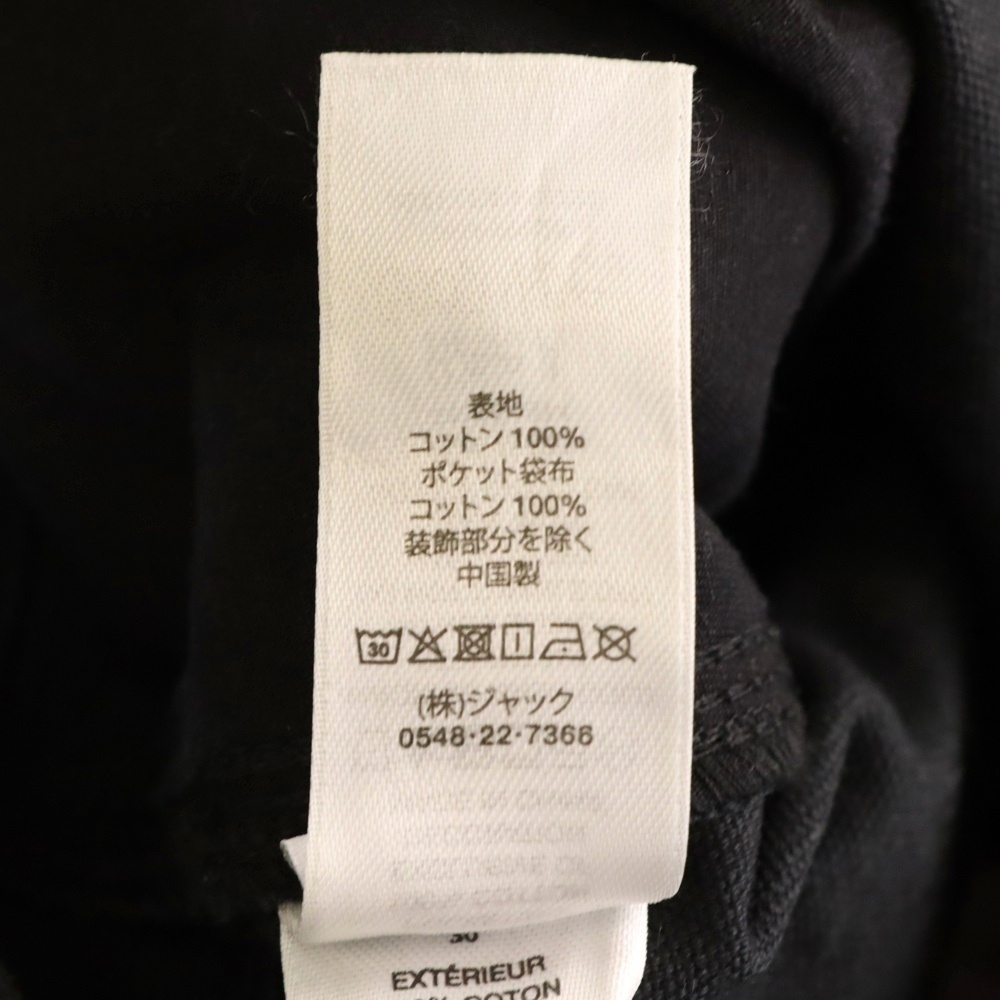 表地
コットン 100%
ポケット袋布
コットン 100%
装飾部分を除く
中国製
30
(株)ジャック
0548·22·7366
30
EXTÉRIEUR
COTON